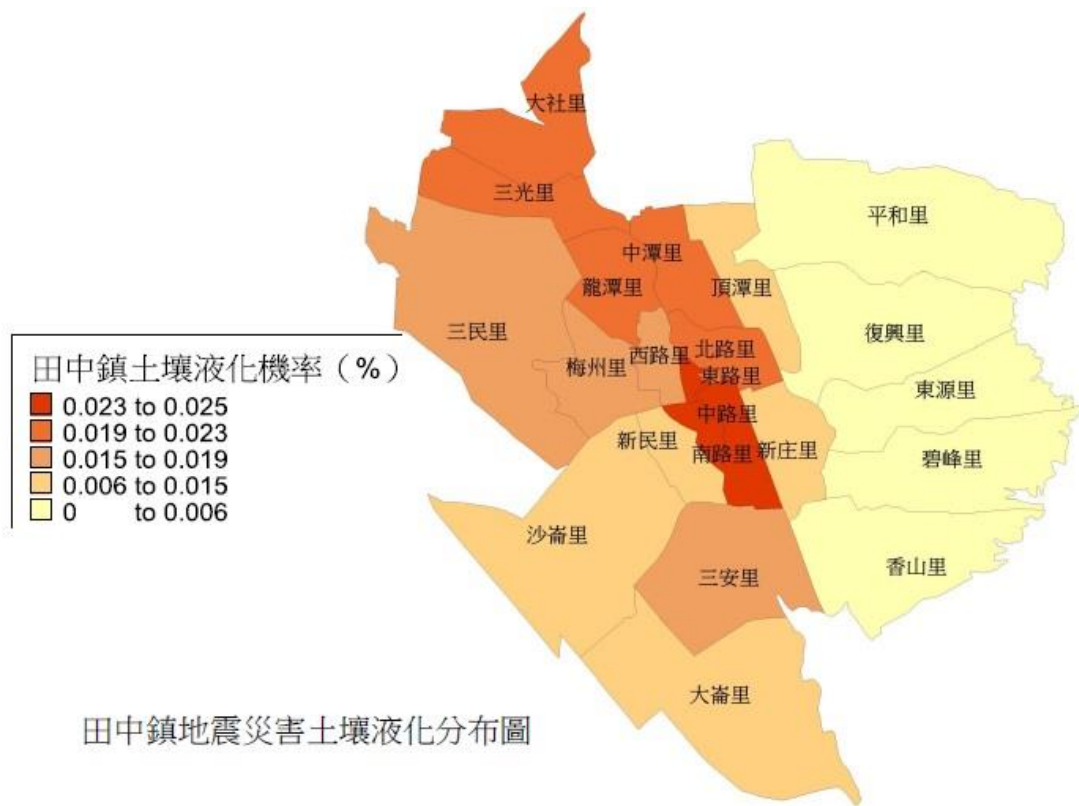 大社里
三光里
平和里
中潭里
龍潭里
頂潭里
三民里
復興里
西路里
北路里
梅州里
東路里
東源里
中路里
新民里
南路里
新庄里
碧峰里
沙崙里
三安里
香山里
大崙里
田中鎮土壤液化機率（%）
0.023 to 0.025
0.019 to 0.023
0.015 to 0.019
0.006 to 0.015
0 to 0.006
田中鎮地震災害土壤液化分布圖